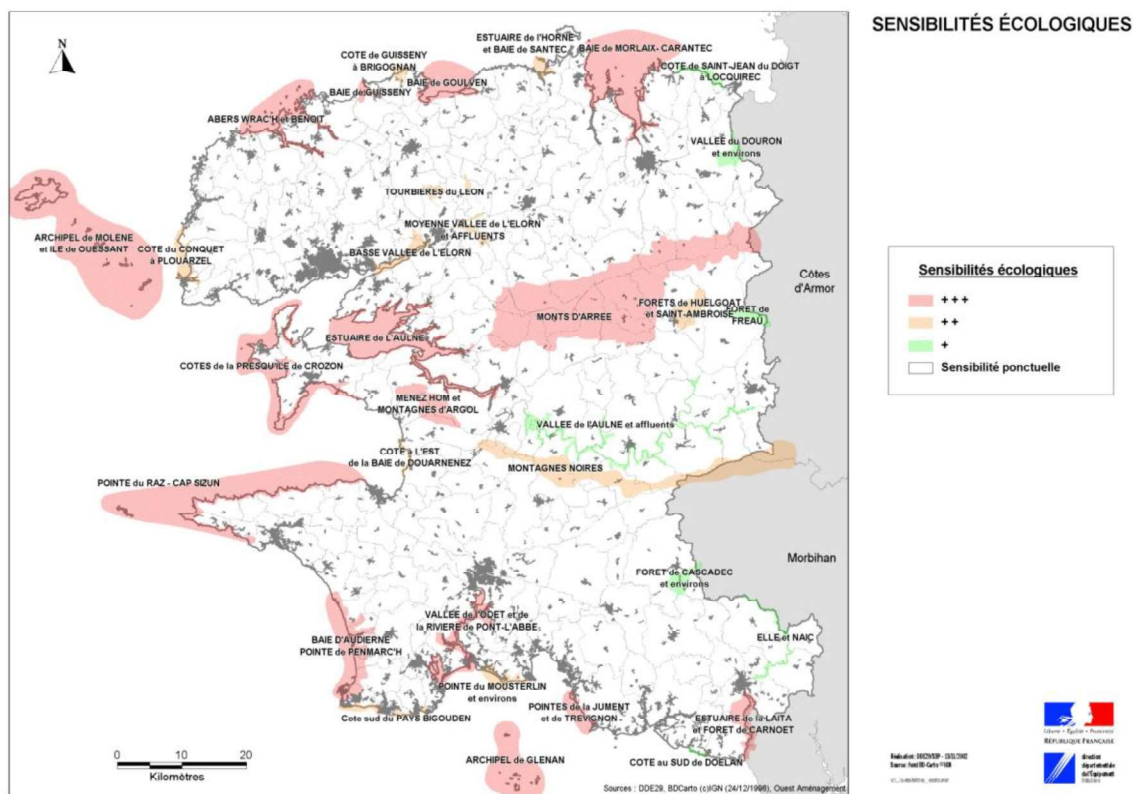 SENSIBILITÉS ÉCOLOGIQUES
N
ESTUAIRE de l'HORNE
et BAIE de SANTEC
BAIE de MORLAIX- CARANTEC
COTE de GUISSENY
à BRIGOGNAN
COTE de SAINT-JEAN du DOIGT
à LOCQUIREC
BAIE de GOULVEN
BAIE de GUISSENY
ABERS WRAC'H et BENOIT
VALLEE du DOURON
et environs
TOURBIERES du LEON
MOYENNE VALLEE de L'ELORN
et AFFLUENTS
ARCHIPEL de MOLENE
et ILE de OUESSANT
COTE du CONQUET
à PLOUARZEL
BASSE VALLEE de L'ELORN
Côtes
d'Armor
Sensibilités écologiques
+ + +
+ +
+
Sensibilité ponctuelle
FORETS de HUELGOAT
et SAINT-AMBROISE
FORET de
FREAU
MONTS D'ARREE
ESTUAIRE de L'AULNE
COTES de la PRESQU'ILE de CROZON
MENEZ HOM et
MONTAGNES d'ARGOL
VALLEE de l'AULNE et affluents
COTE à L'EST
de la BAIE de DOUARNENEZ
MONTAGNES NOIRES
POINTE du RAZ - CAP SIZUN
Morbihan
FORET de CASCADEC
et environs
VALLEE de l'ODET et de
la RIVIERE de PONT-L'ABBE
ELLE et NAIC
BAIE D'AUDIERNE
POINTE de PENMARC'H
POINTE du MOUSTERLIN
et environs
POINTES de la JUMENT
et de TREVIGNON
ESTUAIRE de la LAITA
et FORET de CARNOET
Cote sud du PAYS BIGOUDEN
ARCHIPEL de GLENAN
COTE au SUD de DOELAN
0 10 20
Kilomètres
Sources : DDE29, BDCarto (c)IGN (24/12/1996), Ouest Aménagement
Liberté • Égalité • Fraternité
RÉPUBLIQUE FRANÇAISE
direction
départementale
de l'Équipement